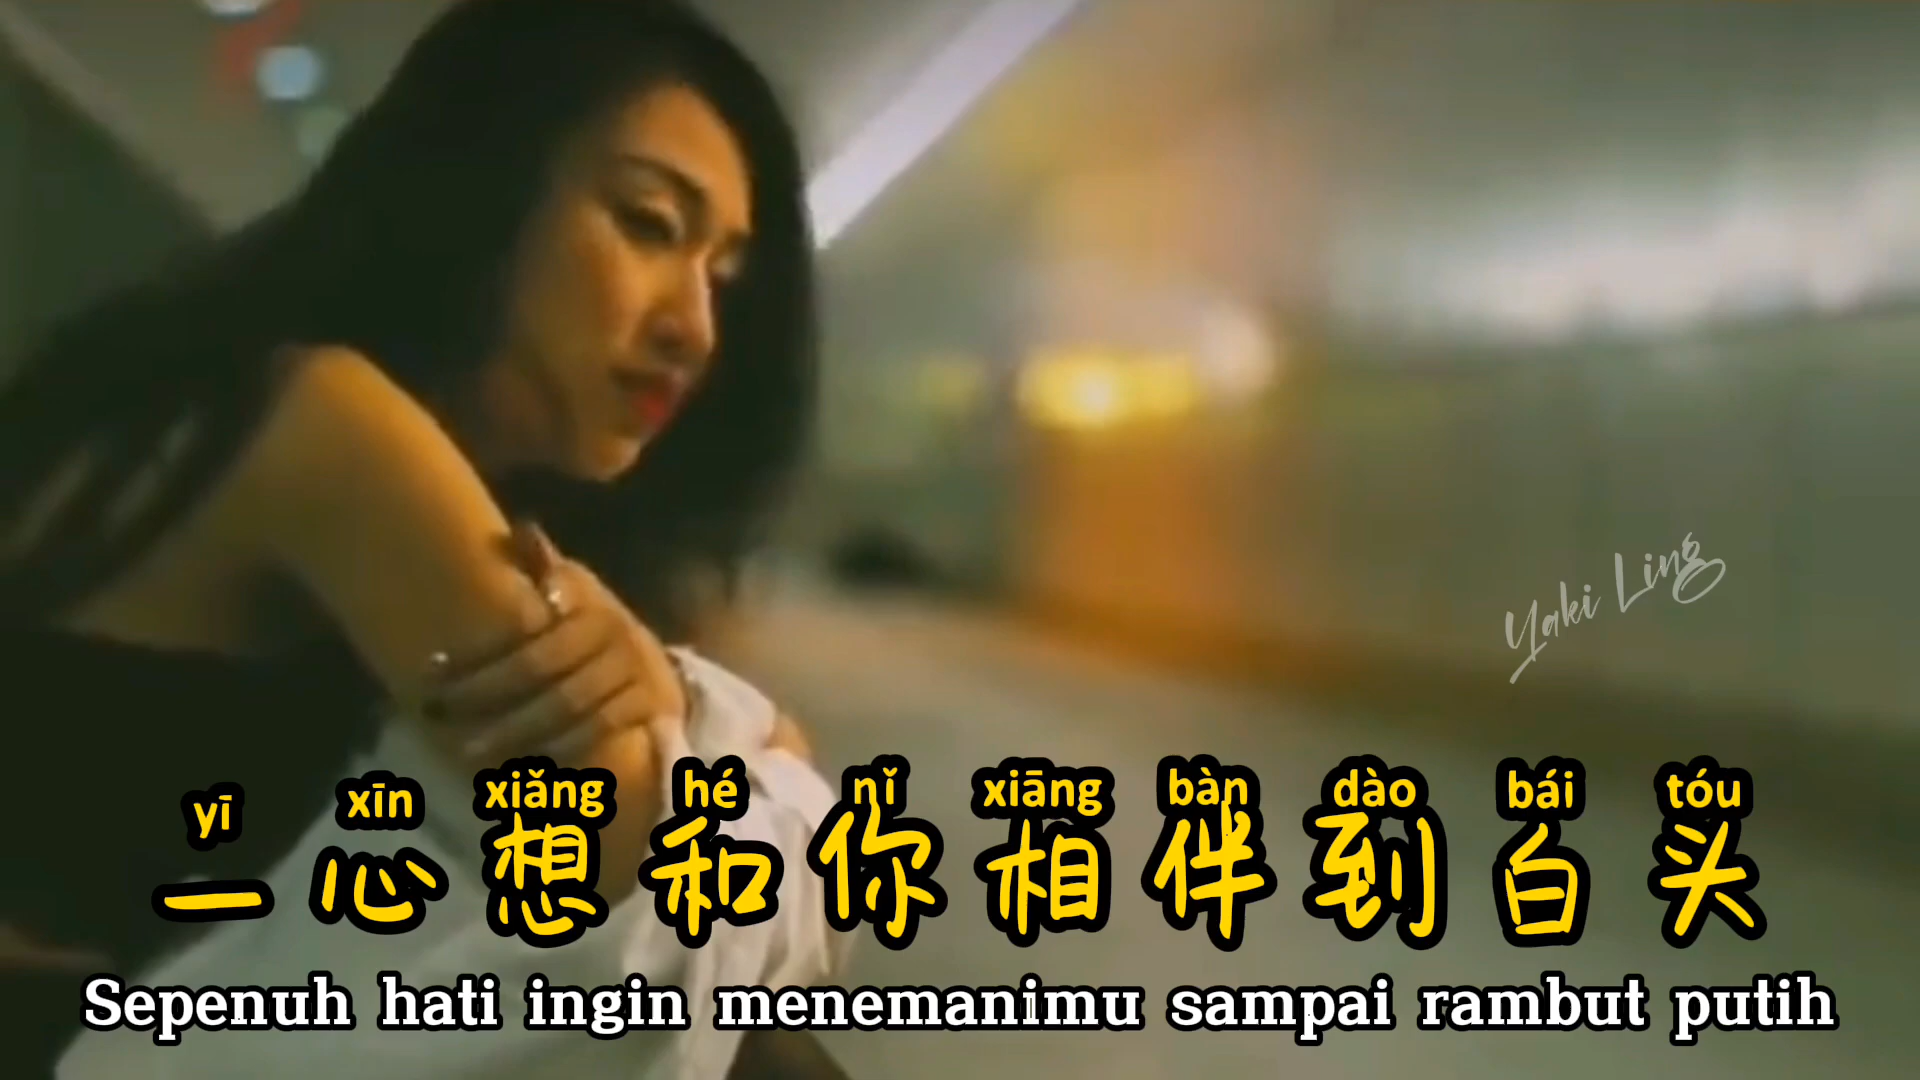 Yaki Ling
yī xīn xiǎng hé nǐ xiāng bàn dào bái tóu
一心想和你相伴到白头
Sepenuh hati ingin menemanimu sampai rambut putih